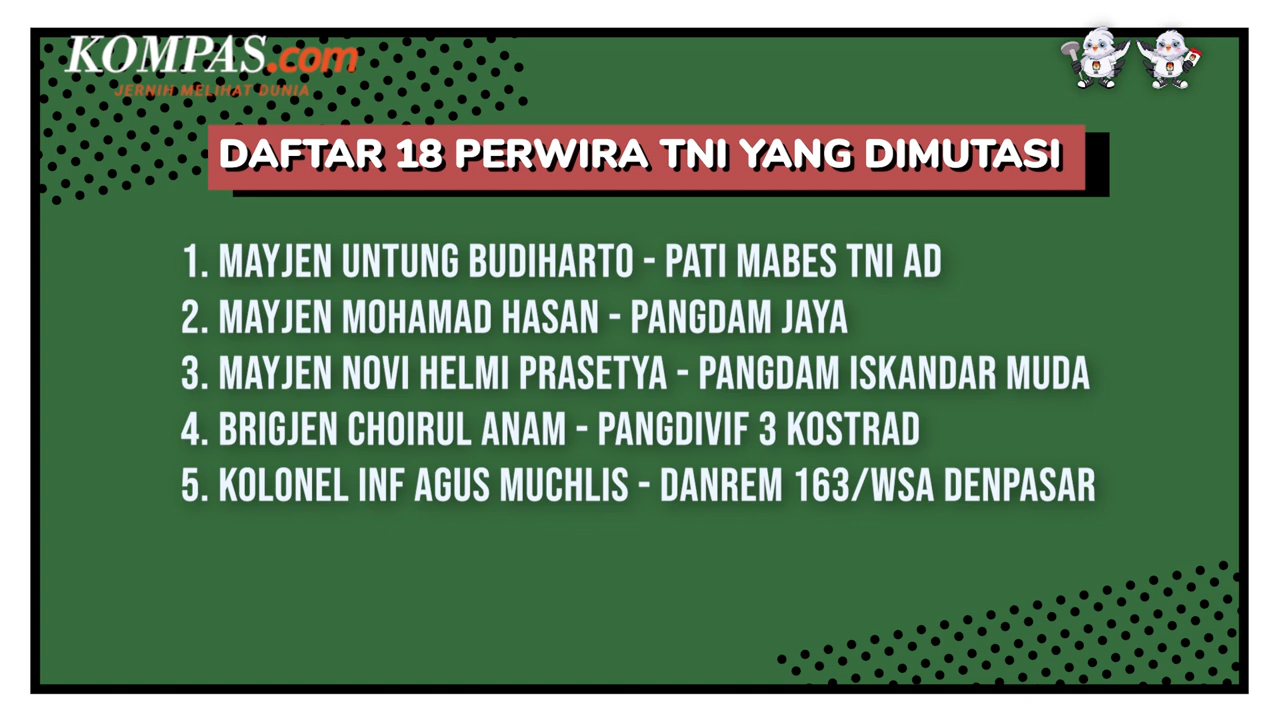 KOMPAS.com
JERNIH MELIHAT DUNIA
DAFTAR 18 PERWIRA TNI YANG DIMUTASI
1. MAYJEN UNTUNG BUDIHARTO - PATI MABES TNI AD
2. MAYJEN MOHAMAD HASAN - PANGDAM JAYA
3. MAYJEN NOVI HELMI PRASETYA - PANGDAM ISKANDAR MUDA
4. BRIGJEN CHOIRUL ANAM - PANGDIVIF 3 KOSTRAD
5. KOLONEL INF AGUS MUCHLIS - DANREM 163/WSA DENPASAR